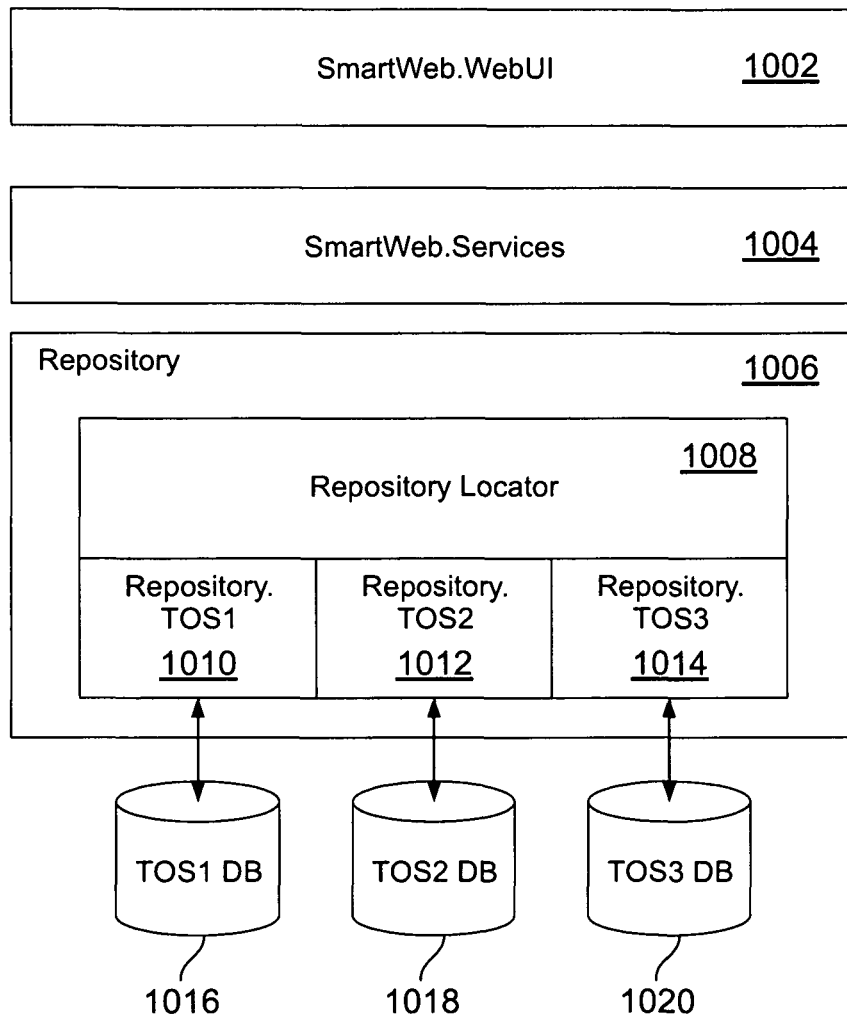 SmartWeb.WebUI 1002
SmartWeb.Services 1004
Repository 1006
Repository Locator 1008
Repository. TOS1 1010
Repository. TOS2 1012
Repository. TOS3 1014
TOS1 DB
TOS2 DB
TOS3 DB
1016
1018
1020